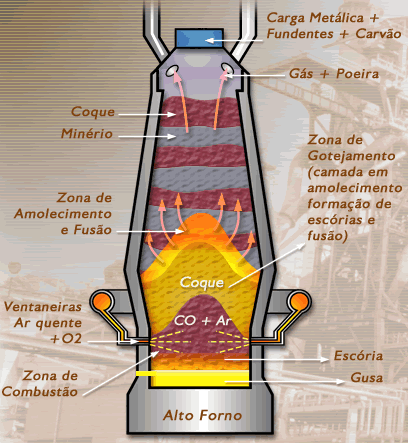 Carga Metálica +
Fundentes + Carvão
Gás + Poeira
Coque
Minério
Zona de
Gotejamento
(camada em
amolecimento
formação de
escórias e
fusão)
Zona de
Amolecimento
e Fusão
Coque
Ventaneiras
Ar quente
+O2
CO + Ar
Zona de
Combustão
Escória
Gusa
Alto Forno